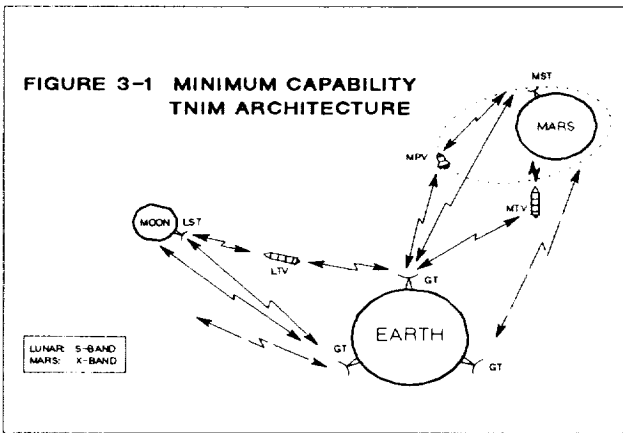 FIGURE 3-1 MINIMUM CAPABILITY
TNIM ARCHITECTURE
MST
MARS
MPV
MTV
MOON
LST
LTV
GT
EARTH
GT
GT
LUNAR: S-BAND
MARS: X-BAND